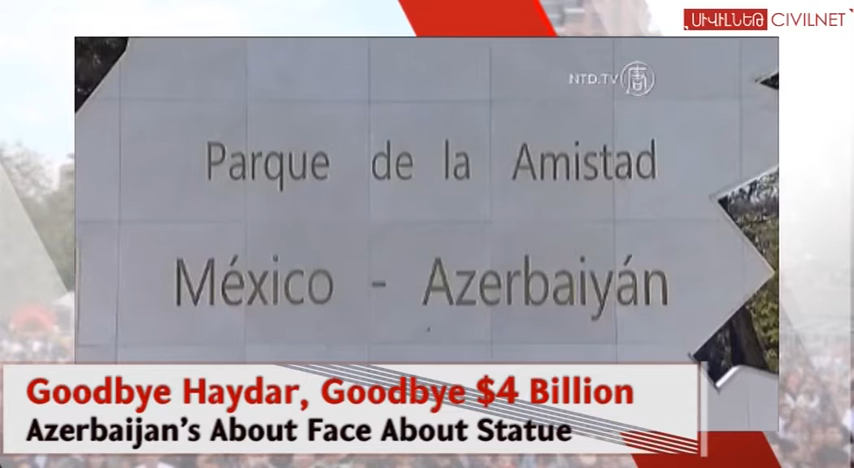 ՍԻՎԻԼՆԵԹ CIVILNET
NTD.TV
Parque de la Amistad
México - Azerbaiyán
Goodbye Haydar, Goodbye $4 Billion
Azerbaijan's About Face About Statue